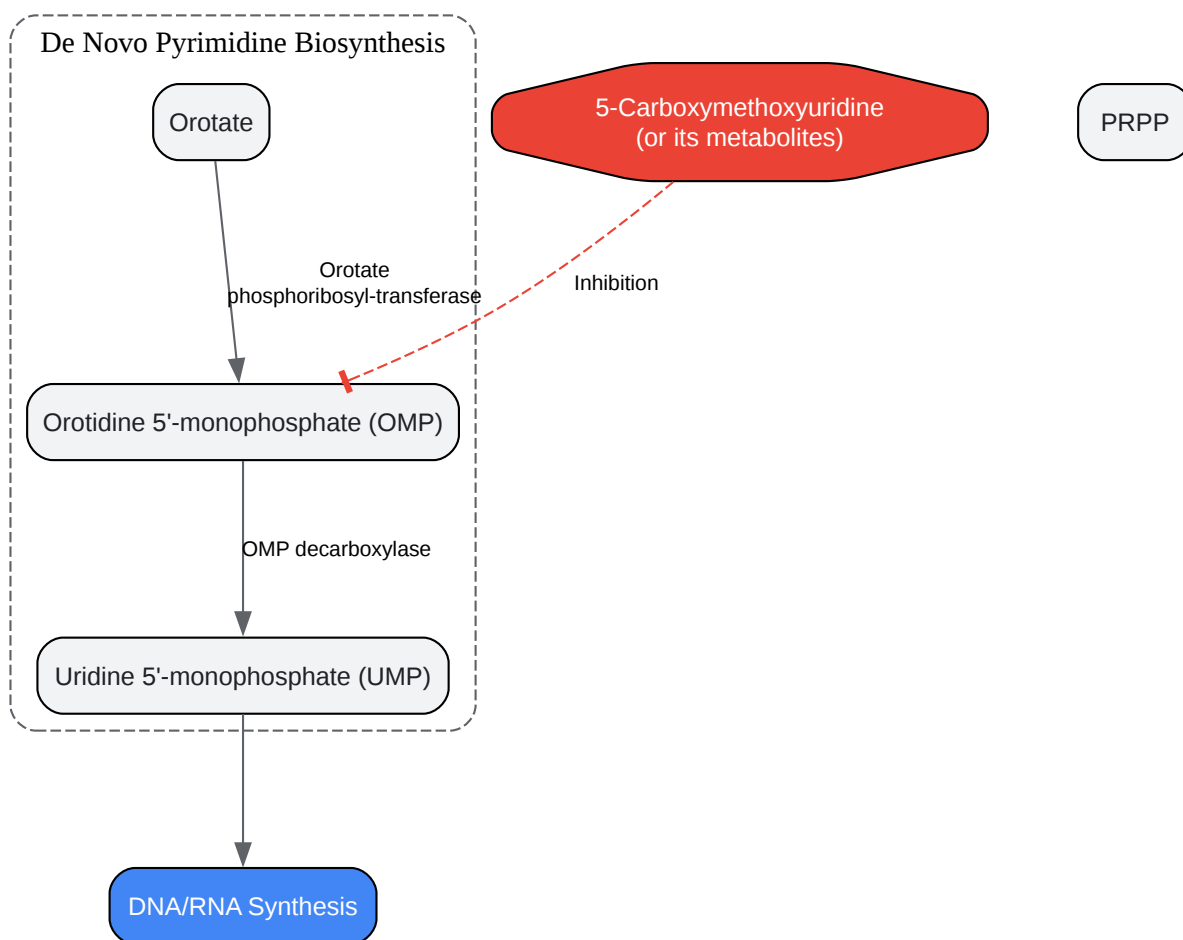 De Novo Pyrimidine Biosynthesis
Orotate
5-Carboxymethoxyuridine
(or its metabolites)
PRPP
Orotate
phosphoribosyl-transferase
Inhibition
Orotidine 5'-monophosphate (OMP)
OMP decarboxylase
Uridine 5'-monophosphate (UMP)
DNA/RNA Synthesis